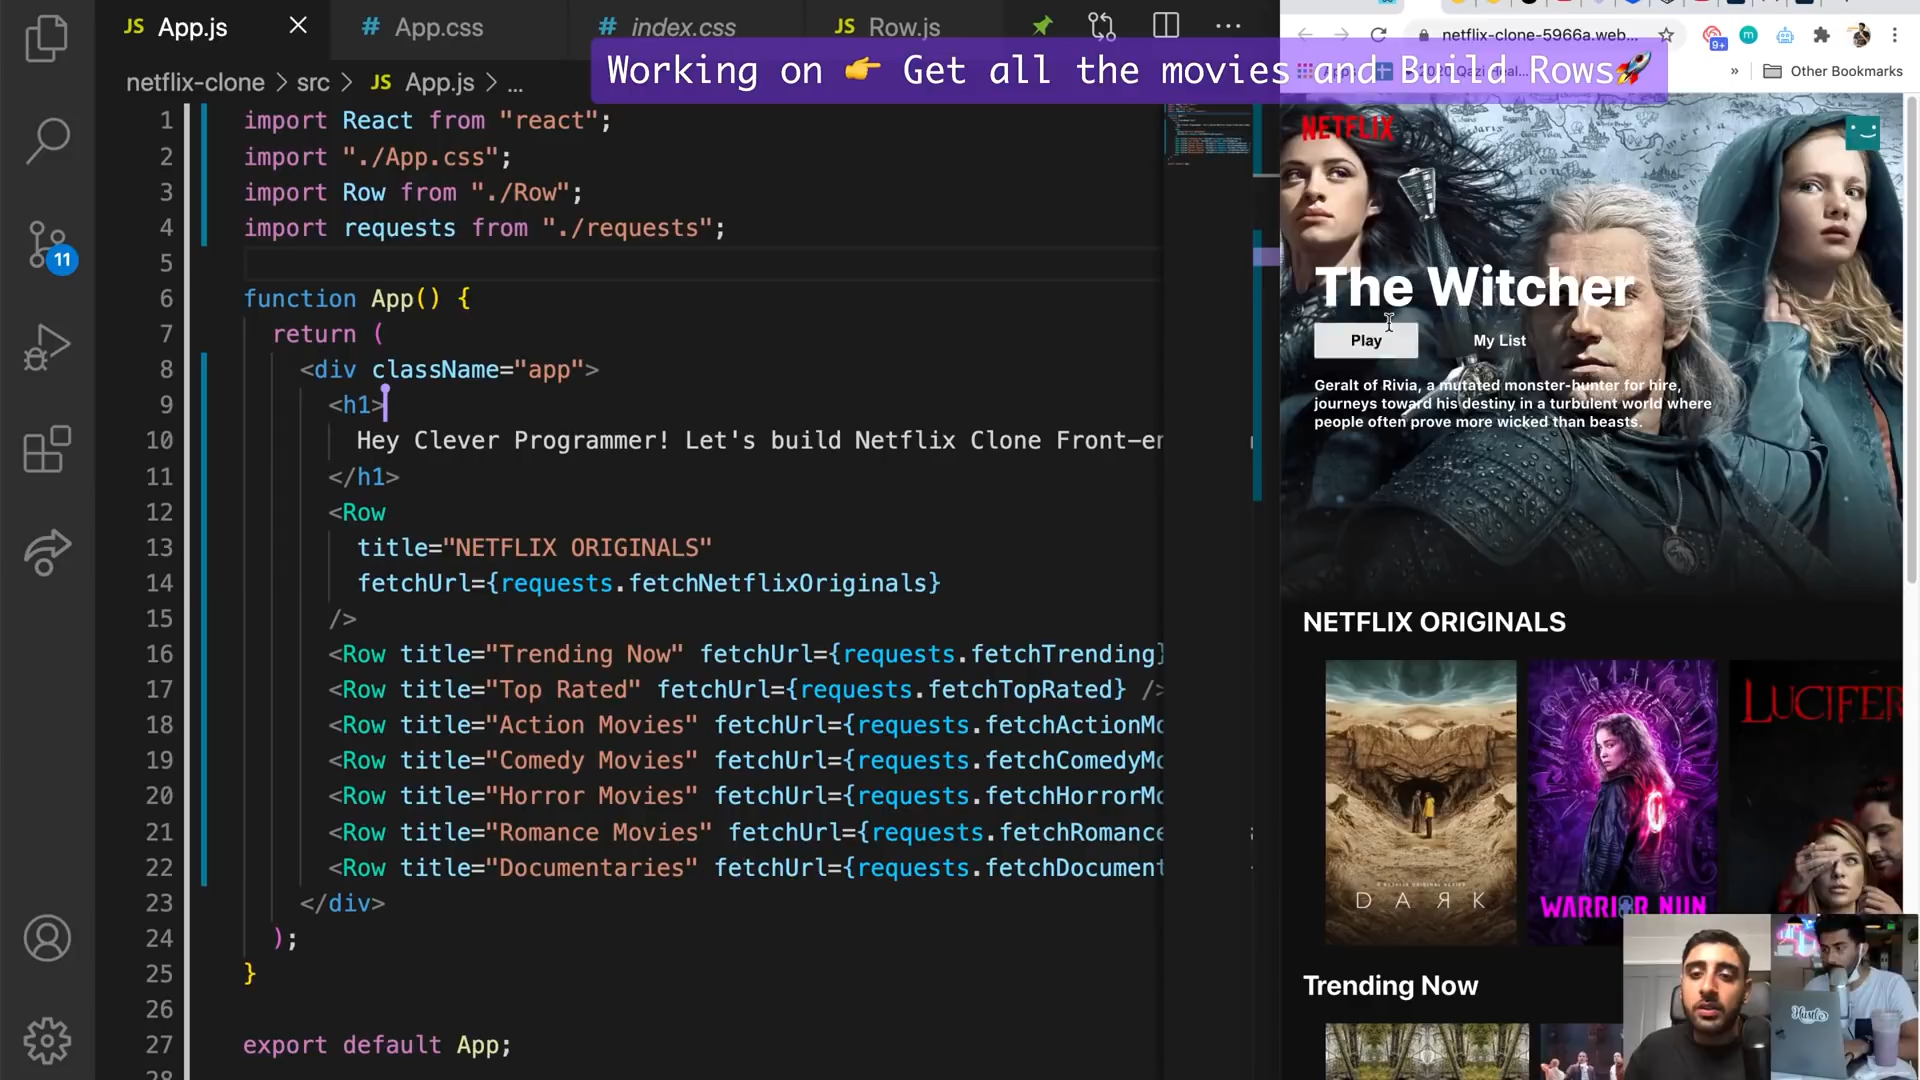 JS App.js
# App.css
# index.css
JS Row.js
netflix-clone > src > JS App.js > ...
Working on 👉 Get all the movies and Build Rows🚀
1 import React from "react";
2 import "./App.css";
3 import Row from "./Row";
4 import requests from "./requests";
5
6 function App() {
7 return (
8 <div className="app">
9 <h1>
10 Hey Clever Programmer! Let's build Netflix Clone Front-en
11 </h1>
12 <Row
13 title="NETFLIX ORIGINALS"
14 fetchUrl={requests.fetchNetflixOriginals}
15 />
16 <Row title="Trending Now" fetchUrl={requests.fetchTrending}
17 <Row title="Top Rated" fetchUrl={requests.fetchTopRated} />
18 <Row title="Action Movies" fetchUrl={requests.fetchActionMo
19 <Row title="Comedy Movies" fetchUrl={requests.fetchComedyMo
20 <Row title="Horror Movies" fetchUrl={requests.fetchHorrorMo
21 <Row title="Romance Movies" fetchUrl={requests.fetchRomance
22 <Row title="Documentaries" fetchUrl={requests.fetchDocument
23 </div>
24 );
25 }
26
27 export default App;
28
11
netflix-clone-5966a.web...
9+
m
» Other Bookmarks
NETFLIX
The Witcher
Play
My List
Geralt of Rivia, a mutated monster-hunter for hire,
journeys toward his destiny in a turbulent world where
people often prove more wicked than beasts.
NETFLIX ORIGINALS
DARK
WARRIOR NUN
LUCIFER
Trending Now
Hustle